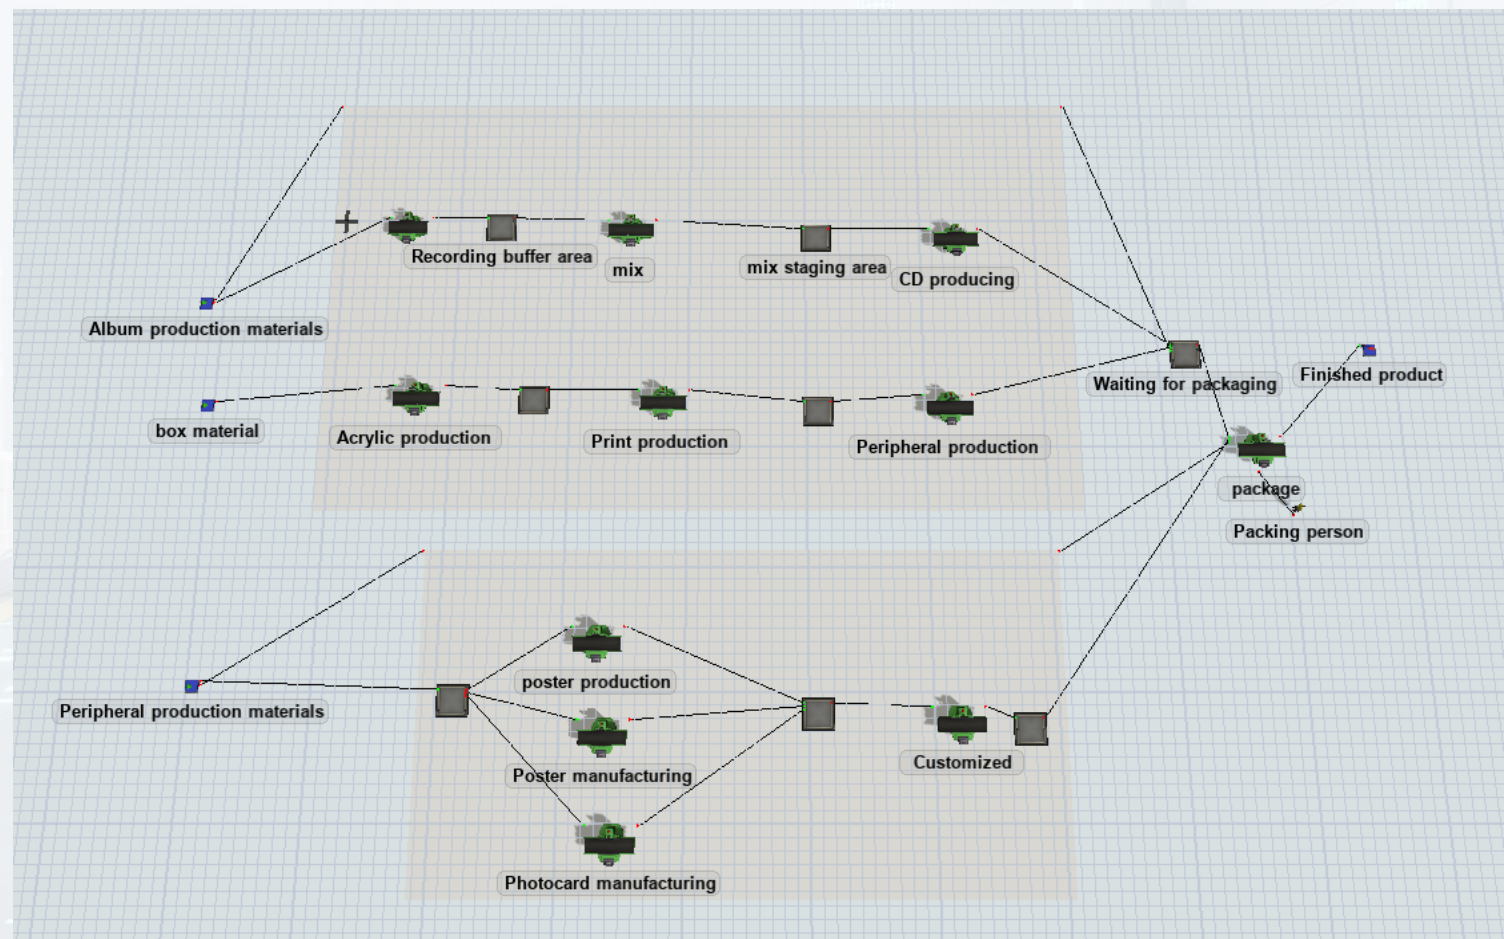 Recording buffer area
mix
mix staging area
CD producing
Album production materials
Waiting for packaging
Finished product
box material
Acrylic production
Print production
Peripheral production
package
Packing person
poster production
Peripheral production materials
Poster manufacturing
Customized
Photocard manufacturing